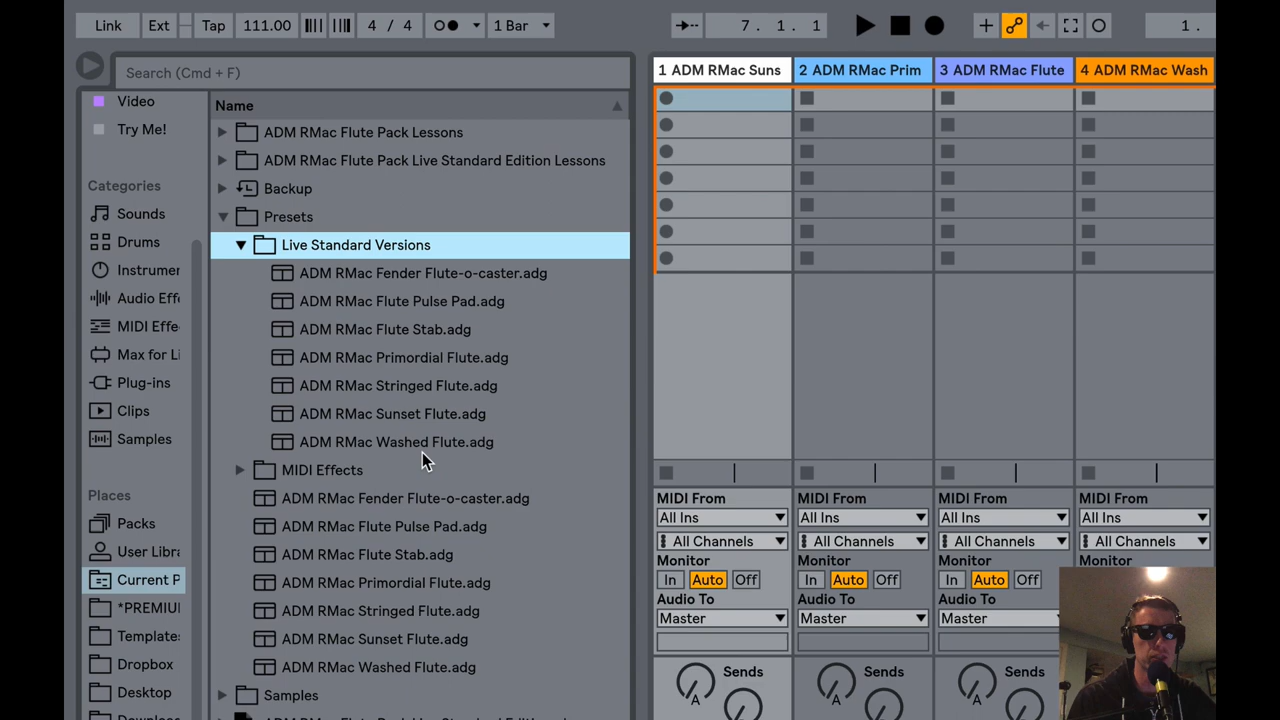 Link Ext Tap 111.00 4 / 4 1 Bar 7. 1. 1 1.
Search (Cmd + F)
1 ADM RMac Suns 2 ADM RMac Prim 3 ADM RMac Flute 4 ADM RMac Wash
Video
Try Me!
Categories
Sounds
Drums
Instrumer
Audio Effe
MIDI Effe
Max for Li
Plug-ins
Clips
Samples
Places
Packs
User Libra
Current P
*PREMIUI
Templates
Dropbox
Desktop
Name
ADM RMac Flute Pack Lessons
ADM RMac Flute Pack Live Standard Edition Lessons
Backup
Presets
Live Standard Versions
ADM RMac Fender Flute-o-caster.adg
ADM RMac Flute Pulse Pad.adg
ADM RMac Flute Stab.adg
ADM RMac Primordial Flute.adg
ADM RMac Stringed Flute.adg
ADM RMac Sunset Flute.adg
ADM RMac Washed Flute.adg
MIDI Effects
ADM RMac Fender Flute-o-caster.adg
ADM RMac Flute Pulse Pad.adg
ADM RMac Flute Stab.adg
ADM RMac Primordial Flute.adg
ADM RMac Stringed Flute.adg
ADM RMac Sunset Flute.adg
ADM RMac Washed Flute.adg
Samples
MIDI From MIDI From MIDI From MIDI From
All Ins All Ins All Ins All Ins
All Channels All Channels All Channels All Channels
Monitor Monitor Monitor Monitor
In Auto Off In Auto Off In Auto Off
Audio To Audio To Audio To
Master Master Master
Sends Sends Sends
A A A